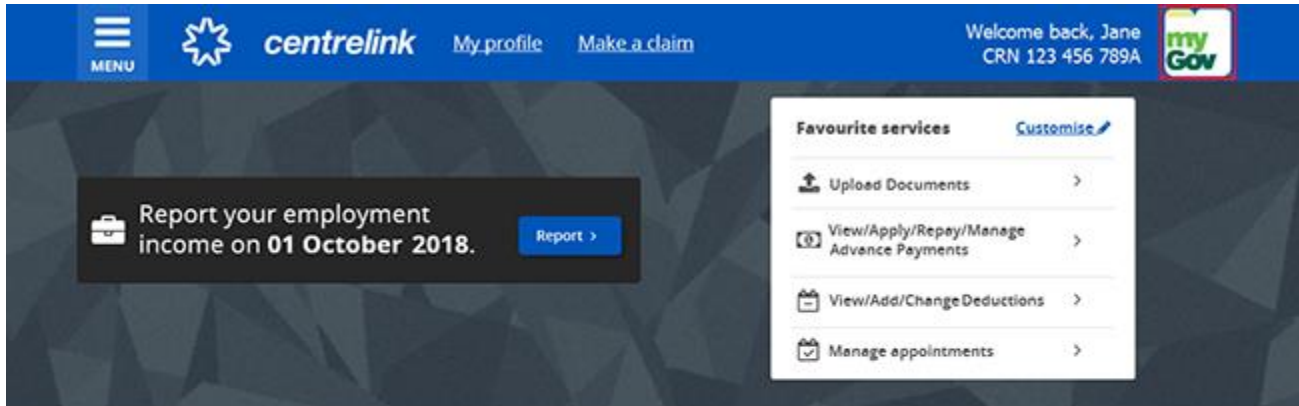 MENU
centrelink
My profile
Make a claim
Welcome back, Jane
CRN 123 456 789A
my
Gov
Report your employment
income on 01 October 2018.
Report >
Favourite services
Customise
Upload Documents
View/Apply/Repay/Manage
Advance Payments
View/Add/Change Deductions
Manage appointments